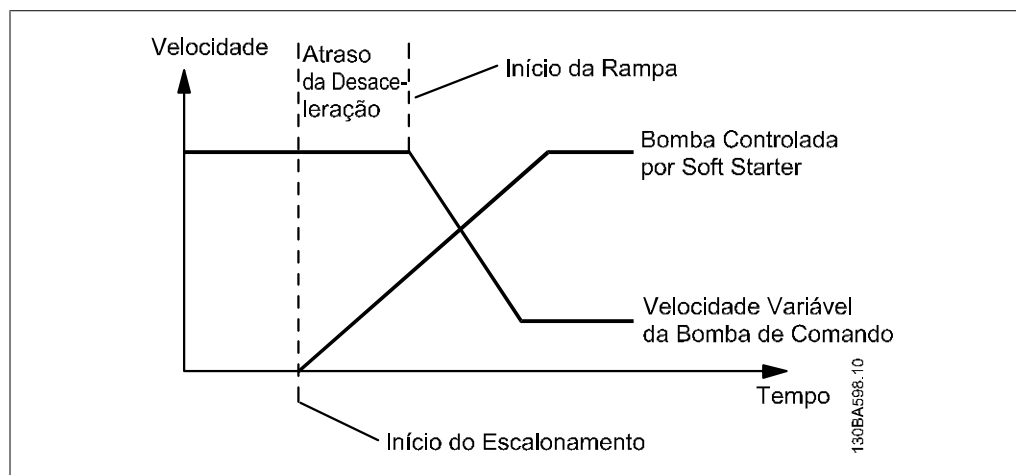 Velocidade
Atraso
da Desace-
leração
Início da Rampa
Bomba Controlada
por Soft Starter
Velocidade Variável
da Bomba de Comando
Tempo
Início do Escalonamento
130BA598.10